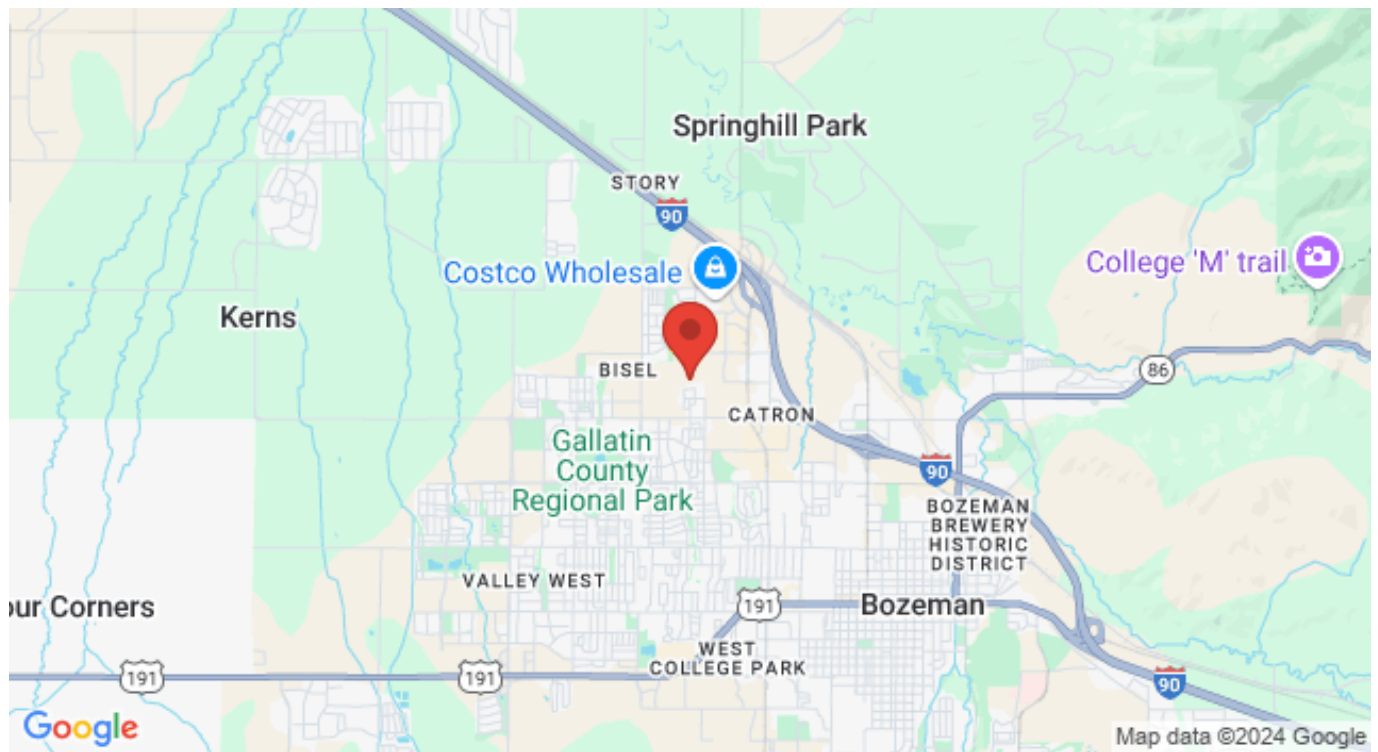 Springhill Park
STORY
90
Costco Wholesale
College 'M' trail
Kerns
BISEL
86
CATRON
Gallatin
County
Regional Park
90
BOZEMAN
BREWERY
HISTORIC
DISTRICT
VALLEY WEST
our Corners
191
Bozeman
WEST
COLLEGE PARK
191
191
90
Google
Map data ©2024 Google